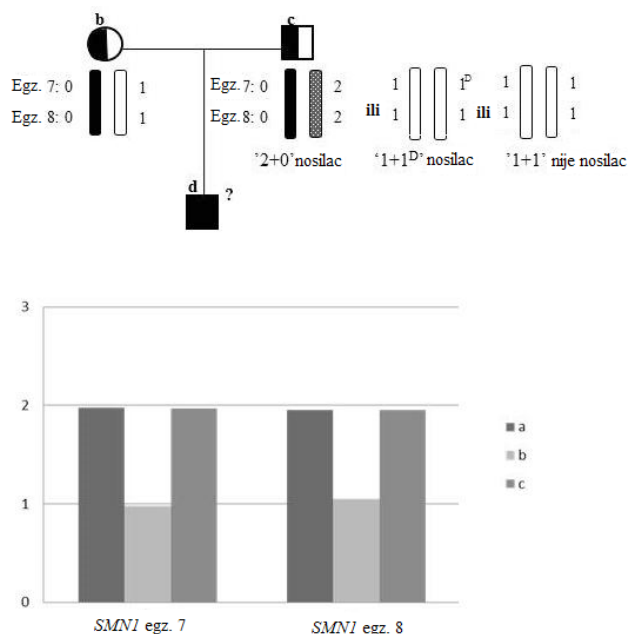 b
c
Egz. 7: 0 1
Egz. 8: 0 1
Egz. 7: 0 2
Egz. 8: 0 2
1 1ᴰ
ili 1 1
1 1
ili 1 1
'2+0'nosilac
'1+1ᴰ' nosilac
'1+1' nije nosilac
d ?
3
2
1
0
a
b
c
SMN1 egz. 7
SMN1 egz. 8